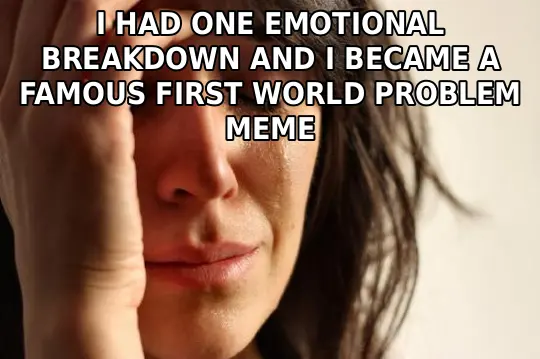 I HAD ONE EMOTIONAL
BREAKDOWN AND I BECAME A
FAMOUS FIRST WORLD PROBLEM
MEME